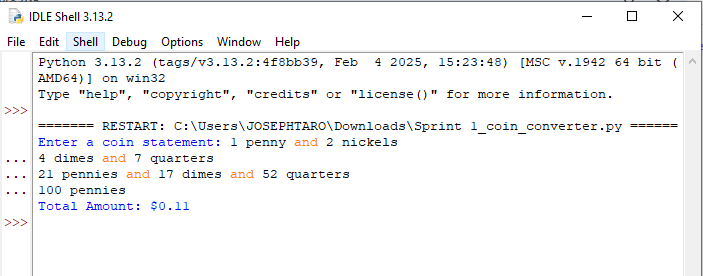 IDLE Shell 3.13.2
File Edit Shell Debug Options Window Help
Python 3.13.2 (tags/v3.13.2:4f8bb39, Feb  4 2025, 15:23:48) [MSC v.1942 64 bit (
AMD64)] on win32
Type "help", "copyright", "credits" or "license()" for more information.
>>>
======= RESTART: C:\Users\JOSEPHTARO\Downloads\Sprint 1_coin_converter.py ======
Enter a coin statement: 1 penny and 2 nickels
... 4 dimes and 7 quarters
... 21 pennies and 17 dimes and 52 quarters
... 100 pennies
Total Amount: $0.11
>>>